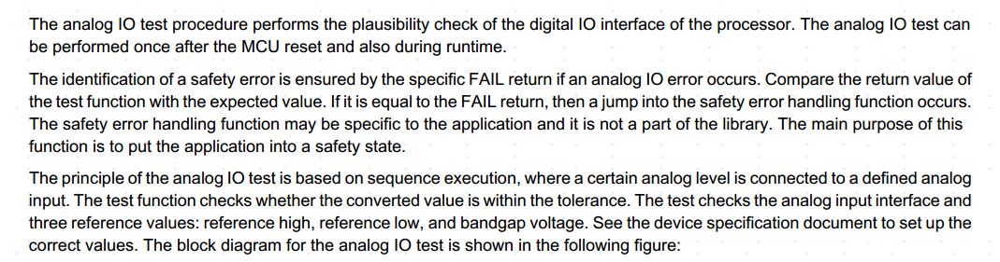 The analog IO test procedure performs the plausibility check of the digital IO interface of the processor. The analog IO test can
be performed once after the MCU reset and also during runtime.
The identification of a safety error is ensured by the specific FAIL return if an analog IO error occurs. Compare the return value of
the test function with the expected value. If it is equal to the FAIL return, then a jump into the safety error handling function occurs.
The safety error handling function may be specific to the application and it is not a part of the library. The main purpose of this
function is to put the application into a safety state.
The principle of the analog IO test is based on sequence execution, where a certain analog level is connected to a defined analog
input. The test function checks whether the converted value is within the tolerance. The test checks the analog input interface and
three reference values: reference high, reference low, and bandgap voltage. See the device specification document to set up the
correct values. The block diagram for the analog IO test is shown in the following figure: